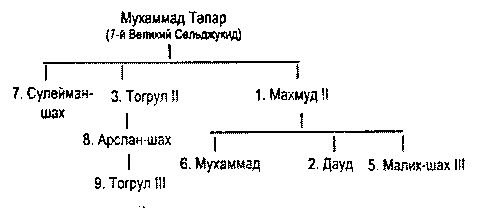 Мухаммад Тапар
(7-й Великий Сельджукид)
7. Сулейман-шах
3. Тогрул II
1. Махмуд II
8. Арслан-шах
6. Мухаммад
2. Дауд
5. Малик-шах III
9. Тогрул III